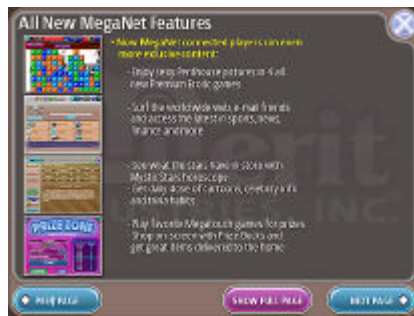 All New MegaNet Features
• Now MegaNet connected players can even
more exclusive content:
- Enjoy sexy Penthouse pictures in 4 all
new Premium Erotic games
- Surf the worldwide web, e-mail friends
and access the latest in sports, news,
finance and more
- See what the stars have in store with
Mystic Stars horoscope
- Get daily dose of cartoons, celebrity info
and trivia
- Play favorite Megatouch games for prizes
Shop on screen with Prize Bucks and
get great items delivered to the home
PRIZE ZONE
Merit
INDUSTRIES, INC.
PREV PAGE
SHOW FULL PAGE
NEXT PAGE